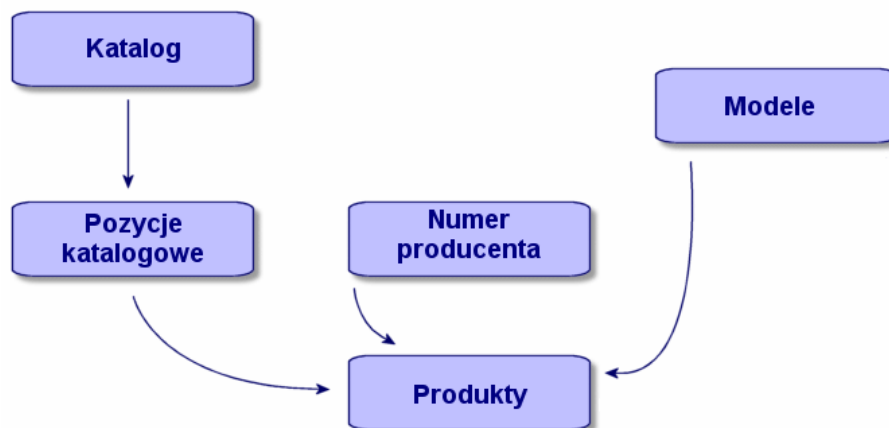 Katalog
Modele
Pozycje
katalogowe
Numer
producenta
Produkty